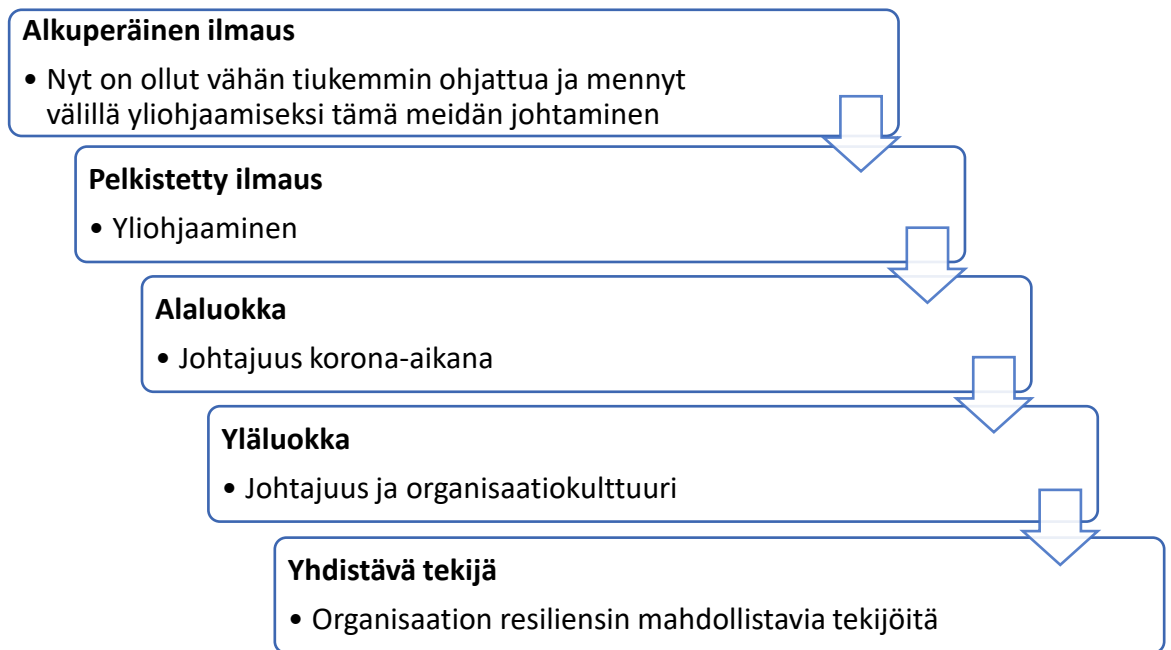 Alkuperäinen ilmaus
• Nyt on ollut vähän tiukemmin ohjattua ja mennyt
välillä yliohjaamiseksi tämä meidän johtaminen
Pelkistetty ilmaus
• Yliohjaaminen
Alaluokka
• Johtajuus korona-aikana
Yläluokka
• Johtajuus ja organisaatiokulttuuri
Yhdistävä tekijä
• Organisaation resiliensin mahdollistavia tekijöitä